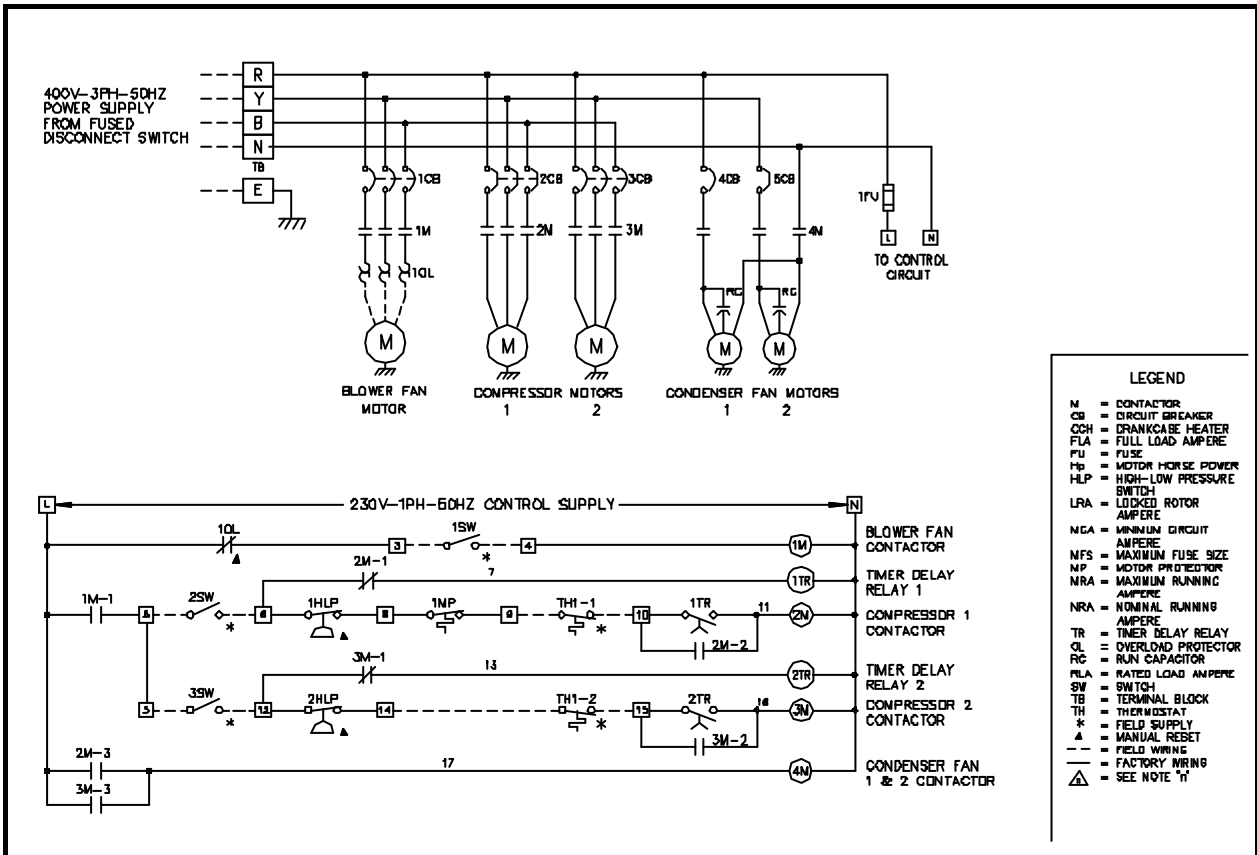 400V-3PH-50HZ
POWER SUPPLY
FROM FUSED
DISCONNECT SWITCH
R
Y
B
N
TB
E
1CB
2CB
3CB
4CB
5CB
1FU
1M
2M
3M
4M
L
N
TO CONTROL
CIRCUIT
1OL
RC
RC
M
M
M
M
M
BLOWER FAN
MOTOR
COMPRESSOR MOTORS
1 2
CONDENSER FAN MOTORS
1 2
L
230V-1PH-50HZ CONTROL SUPPLY
N
1OL
3
1SW
*
4
1M
BLOWER FAN
CONTACTOR
2M-1
7
1TR
TIMER DELAY
RELAY 1
1M-1
5
2SW
*
6
1HLP
8
1MP
9
TH1-1
*
10
1TR
11
2M
COMPRESSOR 1
CONTACTOR
2M-2
3M-1
13
2TR
TIMER DELAY
RELAY 2
5
3SW
*
12
2HLP
14
TH1-2
*
15
2TR
16
3M
COMPRESSOR 2
CONTACTOR
3M-2
2M-3
17
4M
CONDENSER FAN
1 & 2 CONTACTOR
3M-3
LEGEND
M = CONTACTOR
CB = CIRCUIT BREAKER
CCH = CRANKCASE HEATER
FLA = FULL LOAD AMPERE
FU = FUSE
Hp = MOTOR HORSE POWER
HLP = HIGH-LOW PRESSURE
SWITCH
LRA = LOCKED ROTOR
AMPERE
MCA = MINIMUM CIRCUIT
AMPERE
MFS = MAXIMUM FUSE SIZE
MP = MOTOR PROTECTOR
MRA = MAXIMUM RUNNING
AMPERE
NRA = NOMINAL RUNNING
AMPERE
TR = TIMER DELAY RELAY
OL = OVERLOAD PROTECTOR
RC = RUN CAPACITOR
RLA = RATED LOAD AMPERE
SW = SWITCH
TB = TERMINAL BLOCK
TH = THERMOSTAT
* = FIELD SUPPLY
▲ = MANUAL RESET
--- = FIELD WIRING
— = FACTORY WIRING
n = SEE NOTE "n"